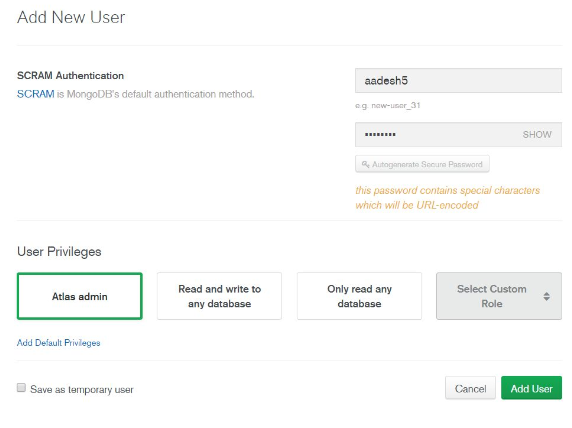 Add New User
SCRAM Authentication
SCRAM is MongoDB's default authentication method.
aadesh5
e.g. new-user_31
••••••••
SHOW
Autogenerate Secure Password
this password contains special characters
which will be URL-encoded
User Privileges
Atlas admin
Read and write to
any database
Only read any
database
Select Custom
Role
Add Default Privileges
Save as temporary user
Cancel
Add User